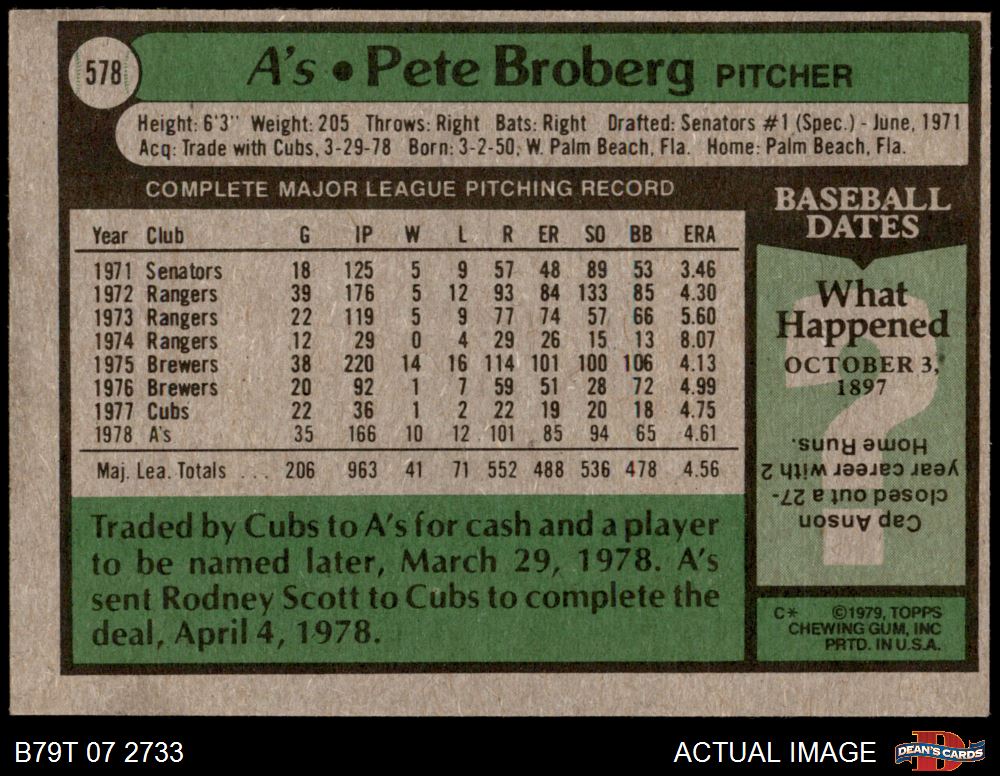 578
A's • Pete Broberg PITCHER
Height: 6'3" Weight: 205 Throws: Right Bats: Right Drafted: Senators #1 (Spec.) - June, 1971
Acq: Trade with Cubs, 3-29-78 Born: 3-2-50, W. Palm Beach, Fla. Home: Palm Beach, Fla.
COMPLETE MAJOR LEAGUE PITCHING RECORD
Year Club G IP W L R ER SO BB ERA
1971 Senators 18 125 5 9 57 48 89 53 3.46
1972 Rangers 39 176 5 12 93 84 133 85 4.30
1973 Rangers 22 119 5 9 77 74 57 66 5.60
1974 Rangers 12 29 0 4 29 26 15 13 8.07
1975 Brewers 38 220 14 16 114 101 100 106 4.13
1976 Brewers 20 92 1 7 59 51 28 72 4.99
1977 Cubs 22 36 1 2 22 19 20 18 4.75
1978 A's 35 166 10 12 101 85 94 65 4.61
Maj. Lea. Totals ... 206 963 41 71 552 488 536 478 4.56
Traded by Cubs to A's for cash and a player
to be named later, March 29, 1978. A's
sent Rodney Scott to Cubs to complete the
deal, April 4, 1978.
BASEBALL
DATES
What
Happened
OCTOBER 3,
1897
?
Cap Anson
closed out a 27-
year career with 2
Home Runs.
C* ©1979, TOPPS
CHEWING GUM, INC
PRTD. IN U.S.A.
B79T 07 2733
ACTUAL IMAGE
DEAN'S CARDS